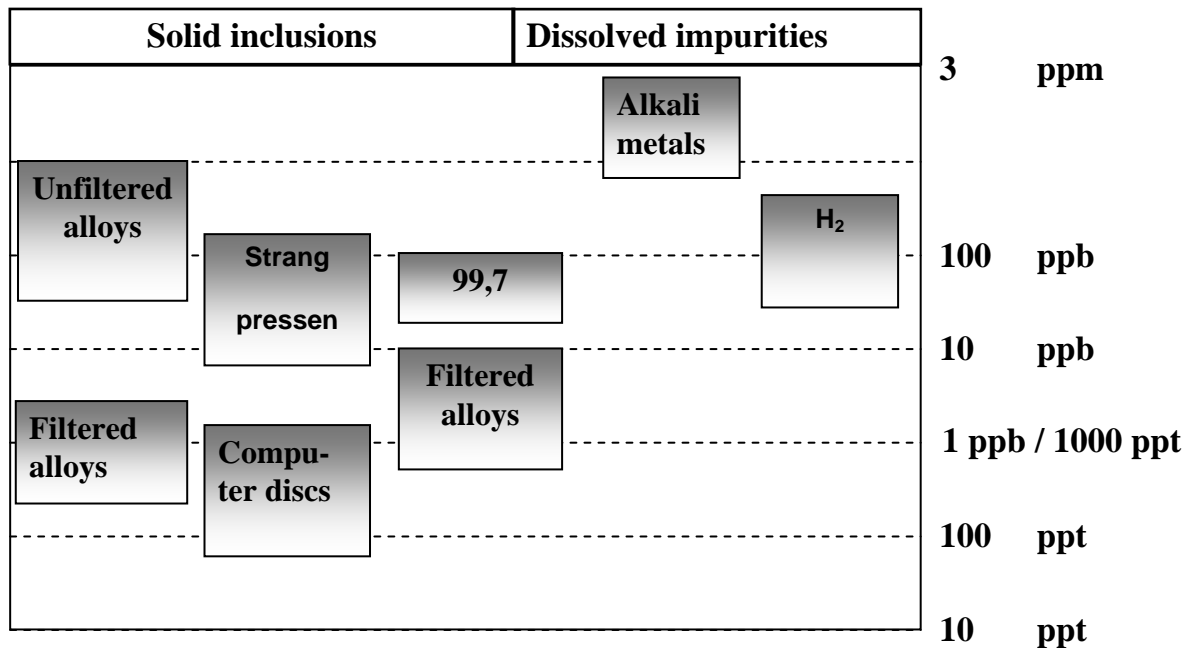 Solid inclusions
Dissolved impurities
3 ppm
Alkali
metals
Unfiltered
alloys
H₂
Strang
pressen
99,7
100 ppb
10 ppb
Filtered
alloys
Filtered
alloys
Compu-
ter discs
1 ppb / 1000 ppt
100 ppt
10 ppt